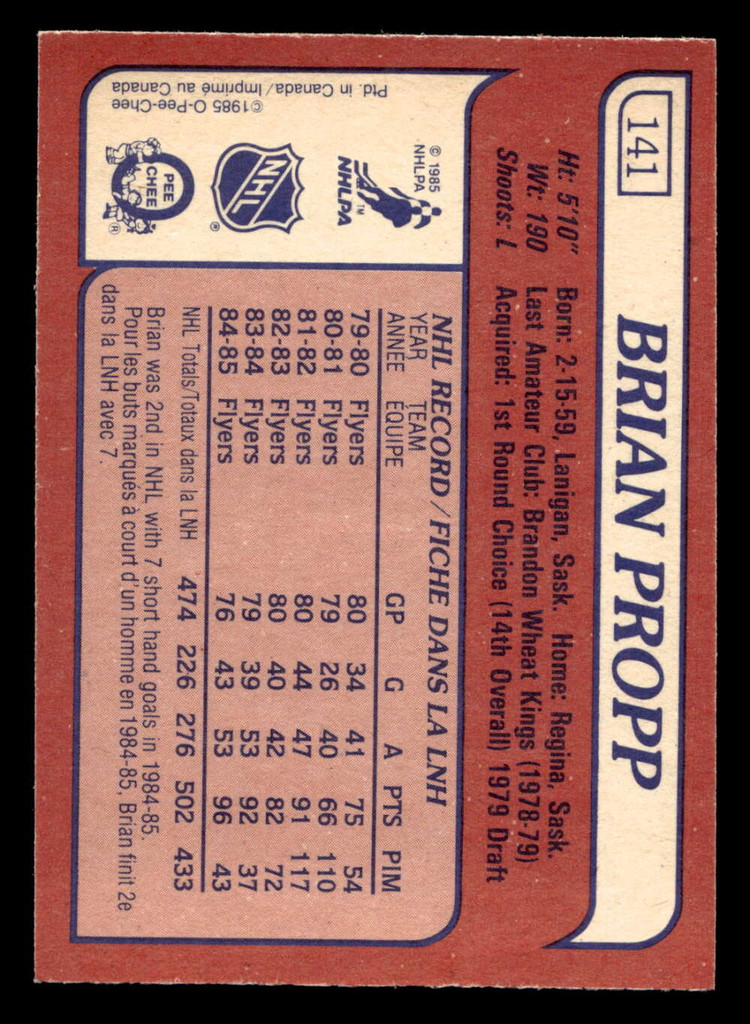 141
BRIAN PROPP
Ht: 5'10" Born: 2-15-59, Lanigan, Sask. Home: Regina, Sask.
Wt: 190 Last Amateur Club: Brandon Wheat Kings (1978-79)
Shoots: L Acquired: 1st Round Choice (14th Overall) 1979 Draft
© 1985
NHLPA
NHLPA
TM
NHL
®
O
PEE
CHEE
®
©1985 O-Pee-Chee
Ptd. in Canada/Imprimé au Canada
NHL RECORD/FICHE DANS LA LNH
YEAR TEAM
ANNÉE ÉQUIPE GP G A PTS PIM
79-80 Flyers 80 34 41 75 54
80-81 Flyers 79 26 40 66 110
81-82 Flyers 80 44 47 91 117
82-83 Flyers 80 40 42 82 72
83-84 Flyers 79 39 53 92 37
84-85 Flyers 76 43 53 96 43
NHL Totals/Totaux dans la LNH 474 226 276 502 433
Brian was 2nd in NHL with 7 short hand goals in 1984-85.
Pour les buts marqués à court d'un homme en 1984-85, Brian finit 2e
dans la LNH avec 7.